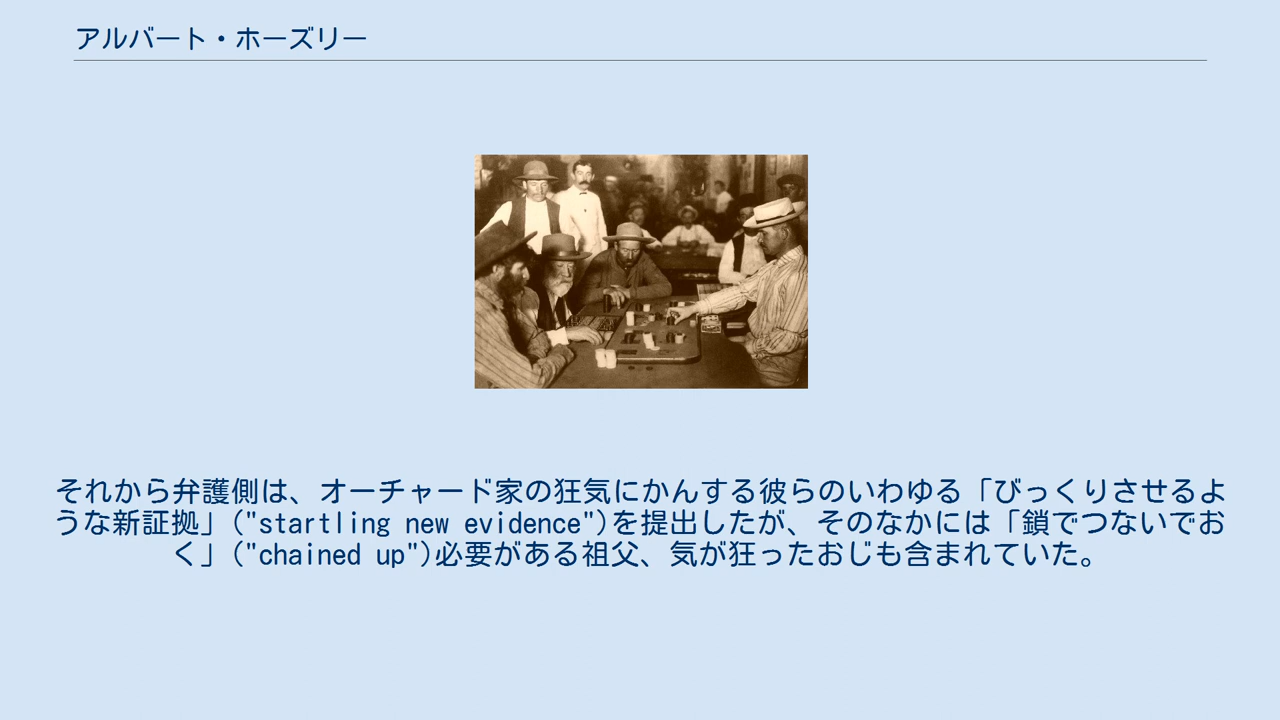 アルバート・ホーズリー
それから弁護側は、オーチャード家の狂気にかんする彼らのいわゆる「びっくりさせるよ
うな新証拠」("startling new evidence")を提出したが、そのなかには「鎖でつないでお
く」("chained up")必要がある祖父、気が狂ったおじも含まれていた。